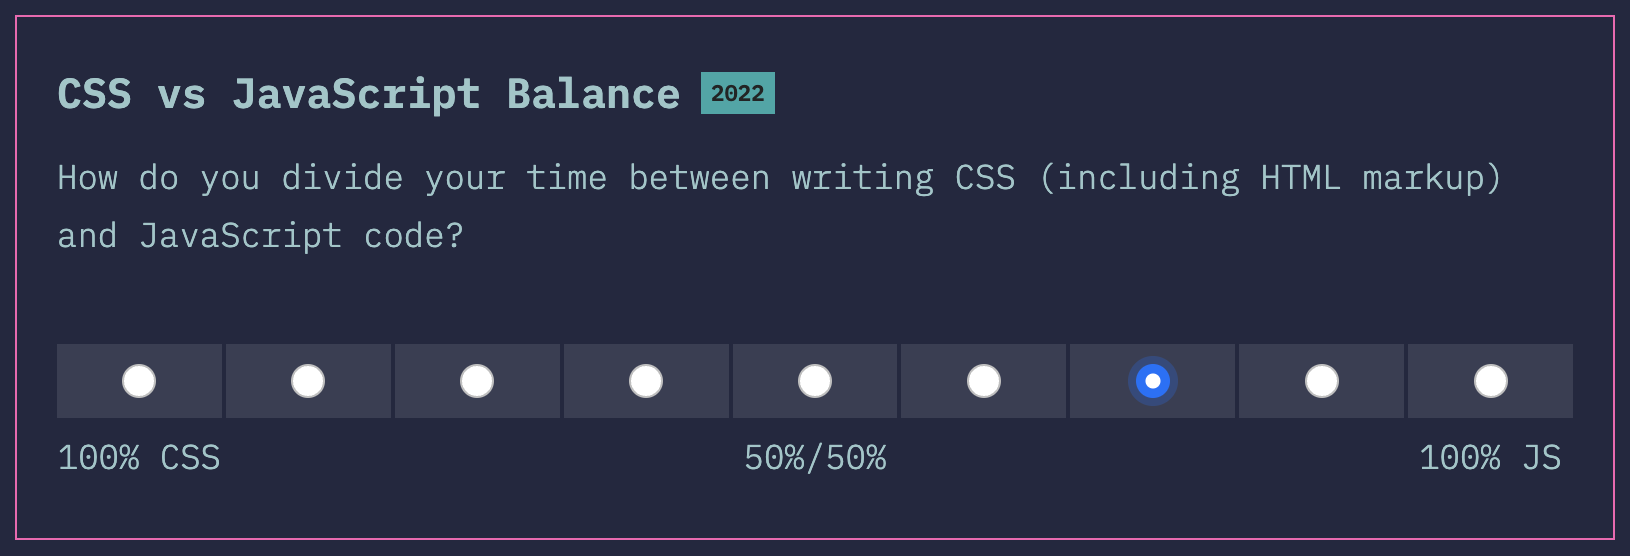 CSS vs JavaScript Balance 2022
How do you divide your time between writing CSS (including HTML markup)
and JavaScript code?
100% CSS 50%/50% 100% JS